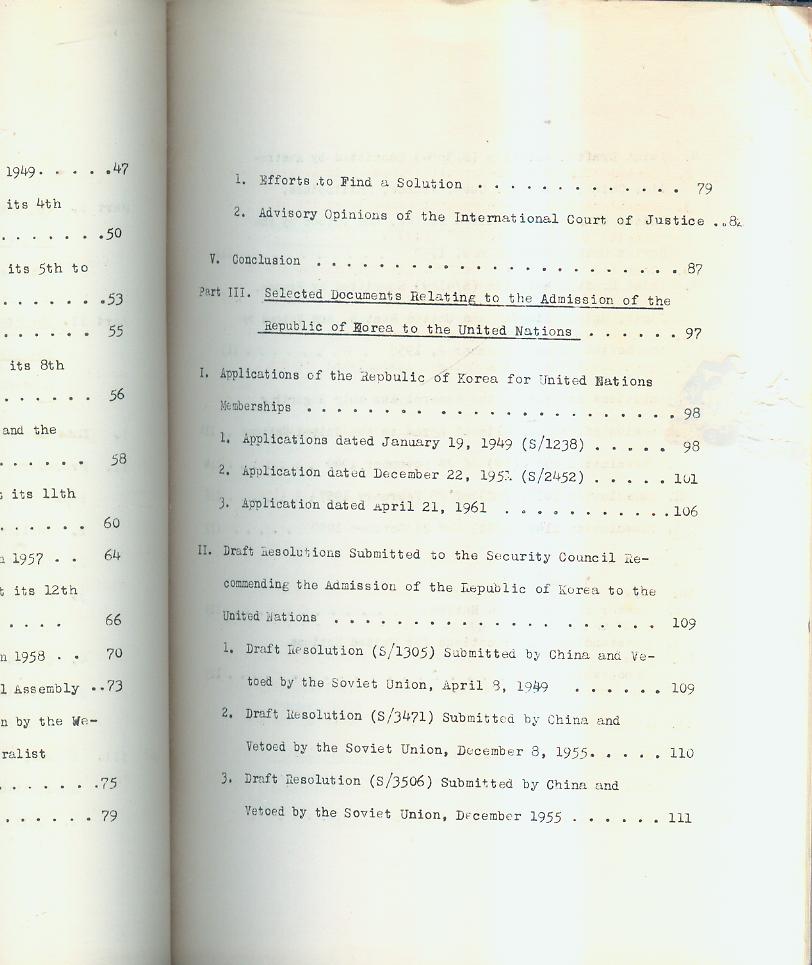 1949. . . . .47
its 4th
. . . . . . .50
its 5th to
. . . . . . .53
. . . . . . 55
its 8th
. . . . . . 56
and the
. . . . . . 58
its 11th
. . . . . . 60
1957 . . 64
its 12th
. . . . 66
1958 . . 70
Assembly ..73
by the We-
ralist
. . . . . . .75
. . . . . . 79
1. Efforts .to Find a Solution . . . . . . . . . . . . . 79
2. Advisory Opinions of the International Court of Justice ..
V. Conclusion . . . . . . . . . . . . . . . . . . . . . . . 87
Part III. Selected Documents Relating to the Admission of the
Republic of Korea to the United Nations . . . . . . 97
I. Applications of the Repbulic of Korea for United Nations
Memberships . . . . . . . . . . . . . . . . . . . . . . . 98
1. Applications dated January 19, 1949 (S/1238) . . . . . 98
2. Application dated December 22, (S/2452) . . . . . 101
3. Application dated April 21, 1961 . . . . . . . . . . .106
II. Draft Resolutions Submitted to the Security Council Re-
commending the Admission of the Republic of Korea to the
United Nations . . . . . . . . . . . . . . . . . . . . . 109
1. Draft Resolution (S/1305) Submitted by China and Ve-
toed by the Soviet Union, April 8, 1949 . . . . . . 109
2. Draft Resolution (S/3471) Submitted by China and
Vetoed by the Soviet Union, December 8, 1955. . . . . 110
3. Draft Resolution (S/3506) Submitted by China and
Vetoed by the Soviet Union, December 1955 . . . . . . 111